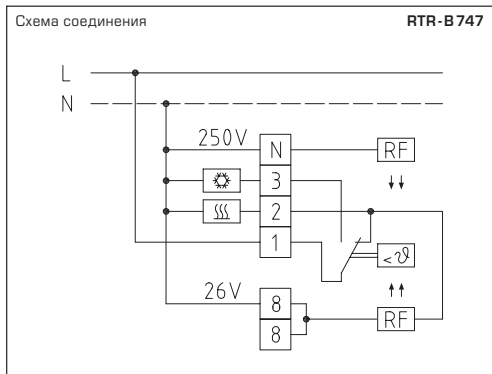 Схема соединения RTR-B 747
L
N
250V N RF
3
2
1 <ϑ
26V 8
8 RF